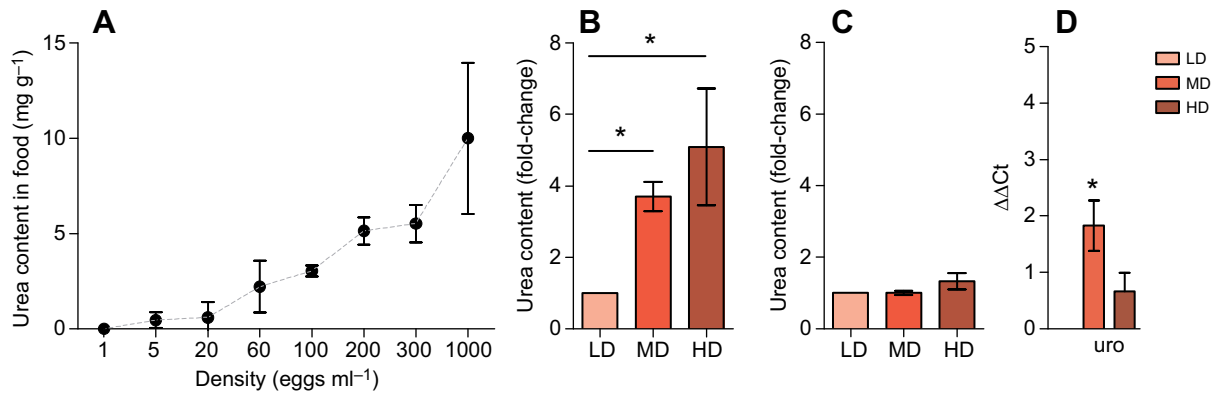 A
Urea content in food (mg g⁻¹)
15
10
5
0
1 5 20 60 100 200 300 1000
Density (eggs ml⁻¹)
B
Urea content (fold-change)
8
6
4
2
0
*
*
LD MD HD
C
Urea content (fold-change)
8
6
4
2
0
LD MD HD
D
ΔΔCt
5
4
3
2
1
0
*
uro
LD
MD
HD